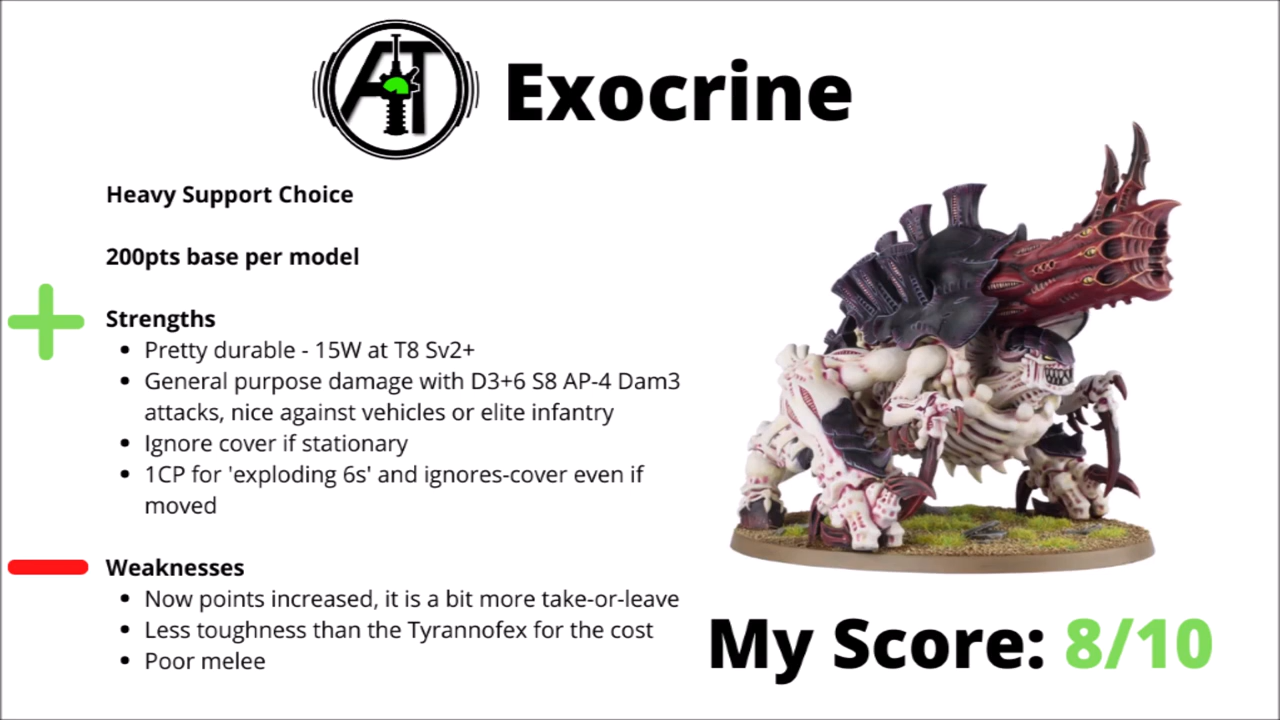 AT
Exocrine
Heavy Support Choice
200pts base per model
Strengths
• Pretty durable - 15W at T8 Sv2+
• General purpose damage with D3+6 S8 AP-4 Dam3
attacks, nice against vehicles or elite infantry
• Ignore cover if stationary
• 1CP for 'exploding 6s' and ignores-cover even if
moved
Weaknesses
• Now points increased, it is a bit more take-or-leave
• Less toughness than the Tyrannofex for the cost
• Poor melee
My Score: 8/10